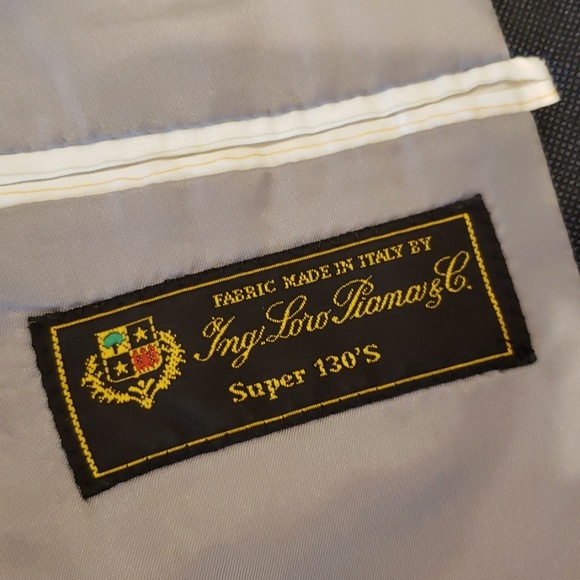 FABRIC MADE IN ITALY BY
Ing. Loro Piana & C.
Super 130'S